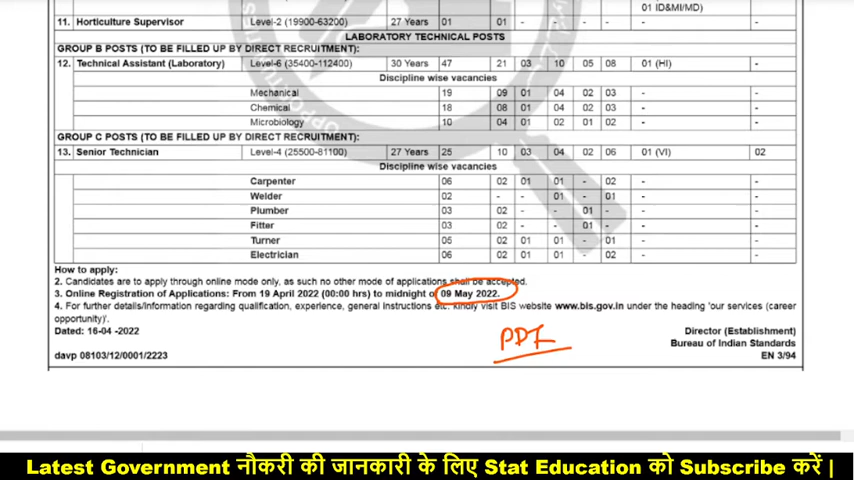 01 ID&MI/MD)
11. Horticulture Supervisor Level-2 (19900-63200) 27 Years 01 01 - - - - - -
LABORATORY TECHNICAL POSTS
GROUP B POSTS (TO BE FILLED UP BY DIRECT RECRUITMENT):
12. Technical Assistant (Laboratory) Level-6 (35400-112400) 30 Years 47 21 03 10 05 08 01 (HI) -
Discipline wise vacancies
Mechanical 19 09 01 04 02 03 - -
Chemical 18 08 01 04 02 03 - -
Microbiology 10 04 01 02 01 02 - -
GROUP C POSTS (TO BE FILLED UP BY DIRECT RECRUITMENT):
13. Senior Technician Level-4 (25500-81100) 27 Years 25 10 03 04 02 06 01 (VI) 02
Discipline wise vacancies
Carpenter 06 02 01 01 - 02 - -
Welder 02 - - 01 - 01 - -
Plumber 03 02 - - 01 - - -
Fitter 03 02 - - 01 - - -
Turner 05 02 01 01 - 01 - -
Electrician 06 02 01 01 - 02 - -
How to apply:
2. Candidates are to apply through online mode only, as such no other mode of applications shall be accepted.
3. Online Registration of Applications: From 19 April 2022 (00:00 hrs) to midnight of 09 May 2022.
4. For further details/information regarding qualification, experience, general instructions etc. kindly visit BIS website www.bis.gov.in under the heading 'our services (career
opportunity)'.
Dated: 16-04 -2022 Director (Establishment)
PDF
Bureau of Indian Standards
davp 08103/12/0001/2223 EN 3/94
Latest Government नौकरी की जानकारी के लिए Stat Education को Subscribe करें |